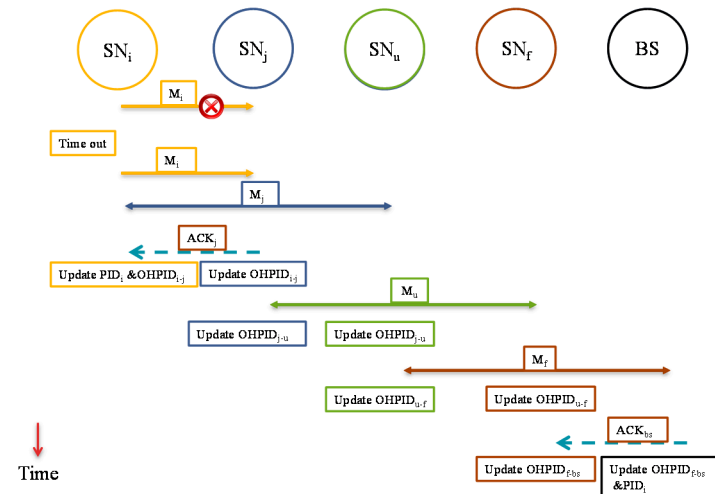 SNi SNj SNu SNf BS
Mi
Time out
Mi
Mj
ACKj
Update PIDi &OHPIDi-j Update OHPIDi-j
Mu
Update OHPIDj-u Update OHPIDj-u
Mf
Update OHPIDu-f Update OHPIDu-f
ACKbs
Update OHPIDf-bs Update OHPIDf-bs
&PIDi
Time